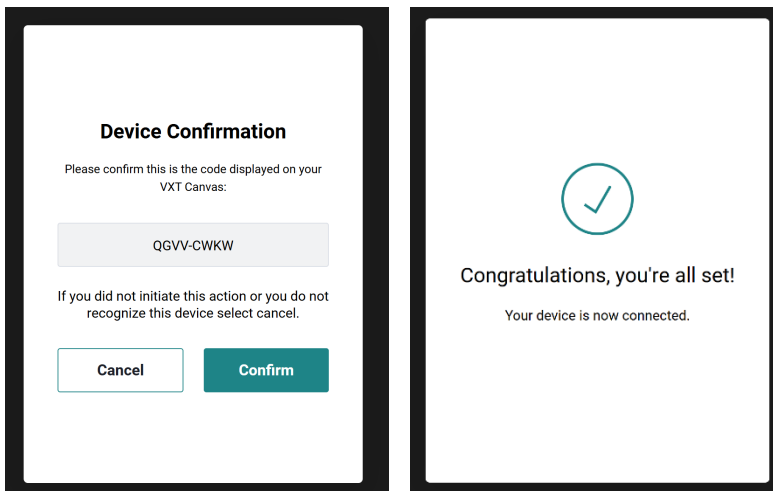 Device Confirmation
Please confirm this is the code displayed on your
VXT Canvas:
QGVV-CWKW
If you did not initiate this action or you do not
recognize this device select cancel.
Cancel
Confirm
Congratulations, you're all set!
Your device is now connected.